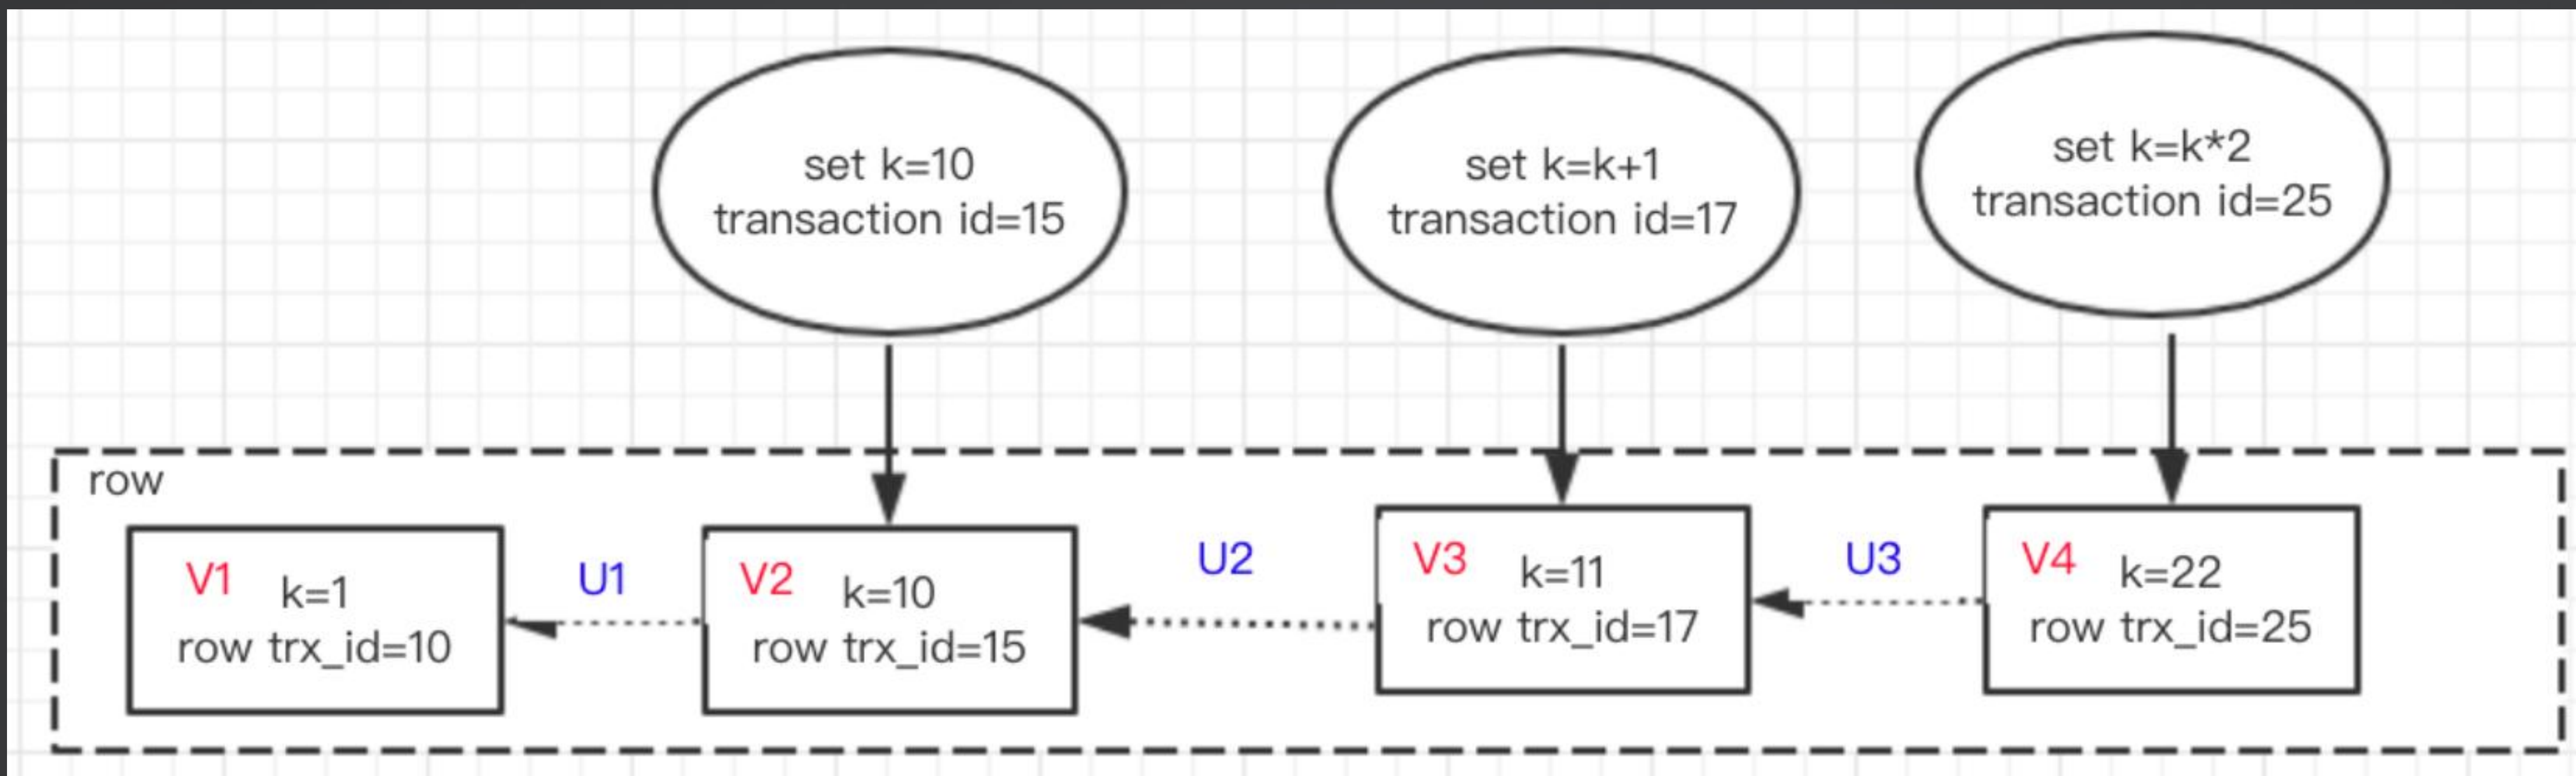 set k=10
transaction id=15
set k=k+1
transaction id=17
set k=k*2
transaction id=25
row
V1 k=1
row trx_id=10
U1
V2 k=10
row trx_id=15
U2
V3 k=11
row trx_id=17
U3
V4 k=22
row trx_id=25